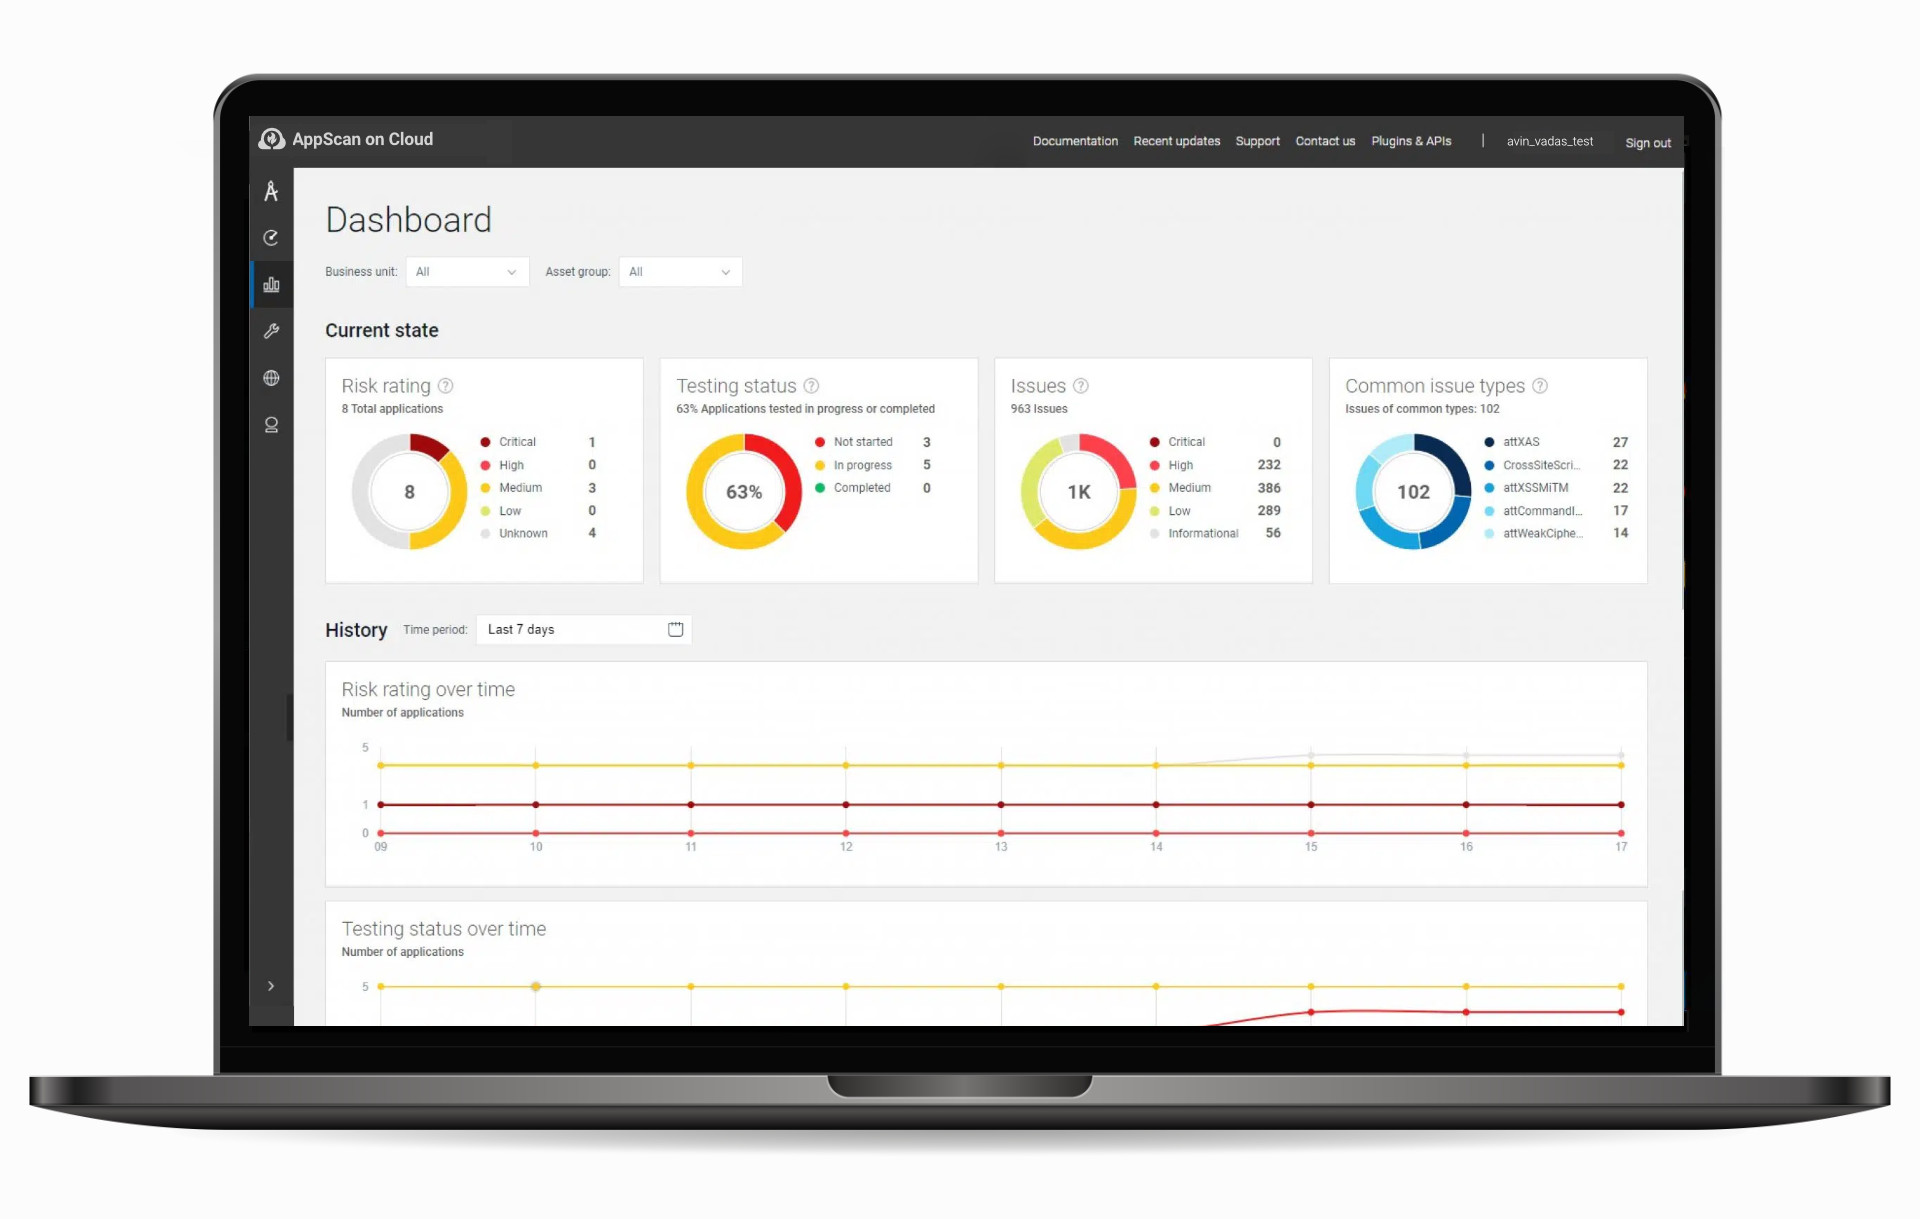 AppScan on Cloud
Documentation Recent updates Support Contact us Plugins & APIs | avin_vadas_test Sign out
Dashboard
Business unit: All Asset group: All
Current state
Risk rating ?
8 Total applications
8
Critical 1
High 0
Medium 3
Low 0
Unknown 4
Testing status ?
63% Applications tested in progress or completed
63%
Not started 3
In progress 5
Completed 0
Issues ?
963 Issues
1K
Critical 0
High 232
Medium 386
Low 289
Informational 56
Common issue types ?
Issues of common types: 102
102
attXAS 27
CrossSiteScri... 22
attXSSMiTM 22
attCommandI... 17
attWeakCiphe... 14
History Time period: Last 7 days
Risk rating over time
Number of applications
5
1
0
09 10 11 12 13 14 15 16 17
Testing status over time
Number of applications
5